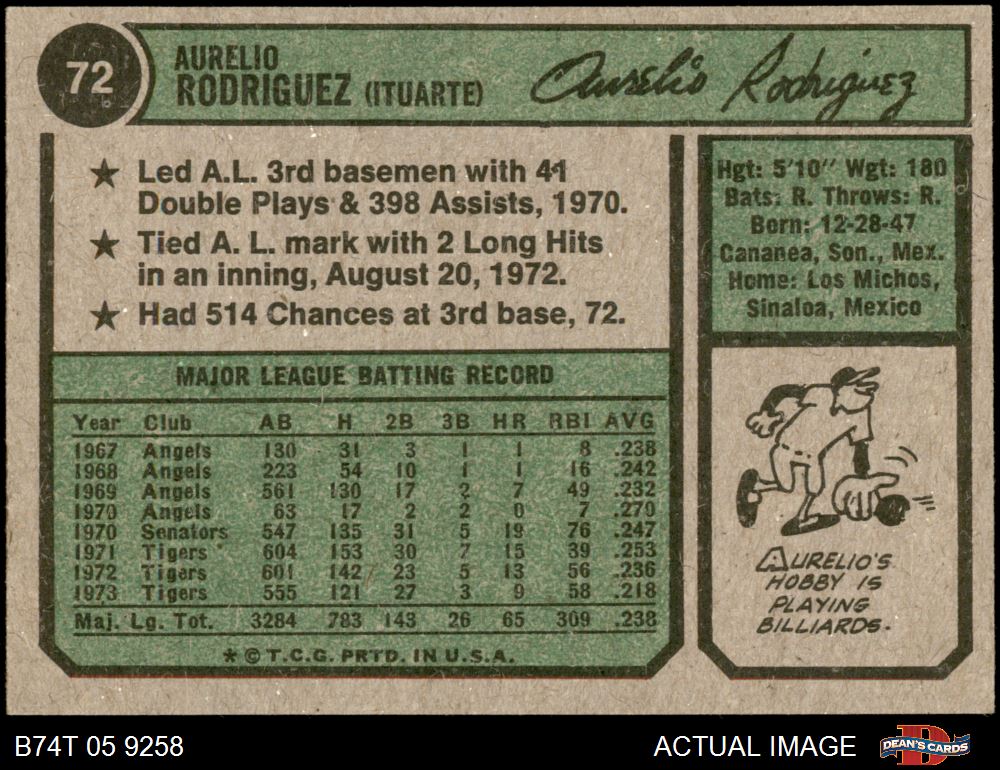 72
AURELIO
RODRIGUEZ (ITUARTE)
Aurelio Rodriguez
★ Led A.L. 3rd basemen with 41
Double Plays & 398 Assists, 1970.
★ Tied A. L. mark with 2 Long Hits
in an inning, August 20, 1972.
★ Had 514 Chances at 3rd base, 72.
Hgt: 5'10" Wgt: 180
Bats: R. Throws: R.
Born: 12-28-47
Cananea, Son., Mex.
Home: Los Michos,
Sinaloa, Mexico
MAJOR LEAGUE BATTING RECORD
Year Club AB H 2B 3B HR RBI AVG
1967 Angels 130 31 3 1 1 8 .238
1968 Angels 223 54 10 1 1 16 .242
1969 Angels 561 130 17 2 7 49 .232
1970 Angels 63 17 2 2 0 7 .270
1970 Senators 547 135 31 5 19 76 .247
1971 Tigers 604 153 30 7 15 39 .253
1972 Tigers 601 142 23 5 13 56 .236
1973 Tigers 555 121 27 3 9 58 .218
Maj. Lg. Tot. 3284 783 143 26 65 309 .238
* © T.C.G. PRTD. IN U.S.A.
AURELIO'S
HOBBY IS
PLAYING
BILLIARDS.
B74T 05 9258
ACTUAL IMAGE
D
DEAN'S CARDS